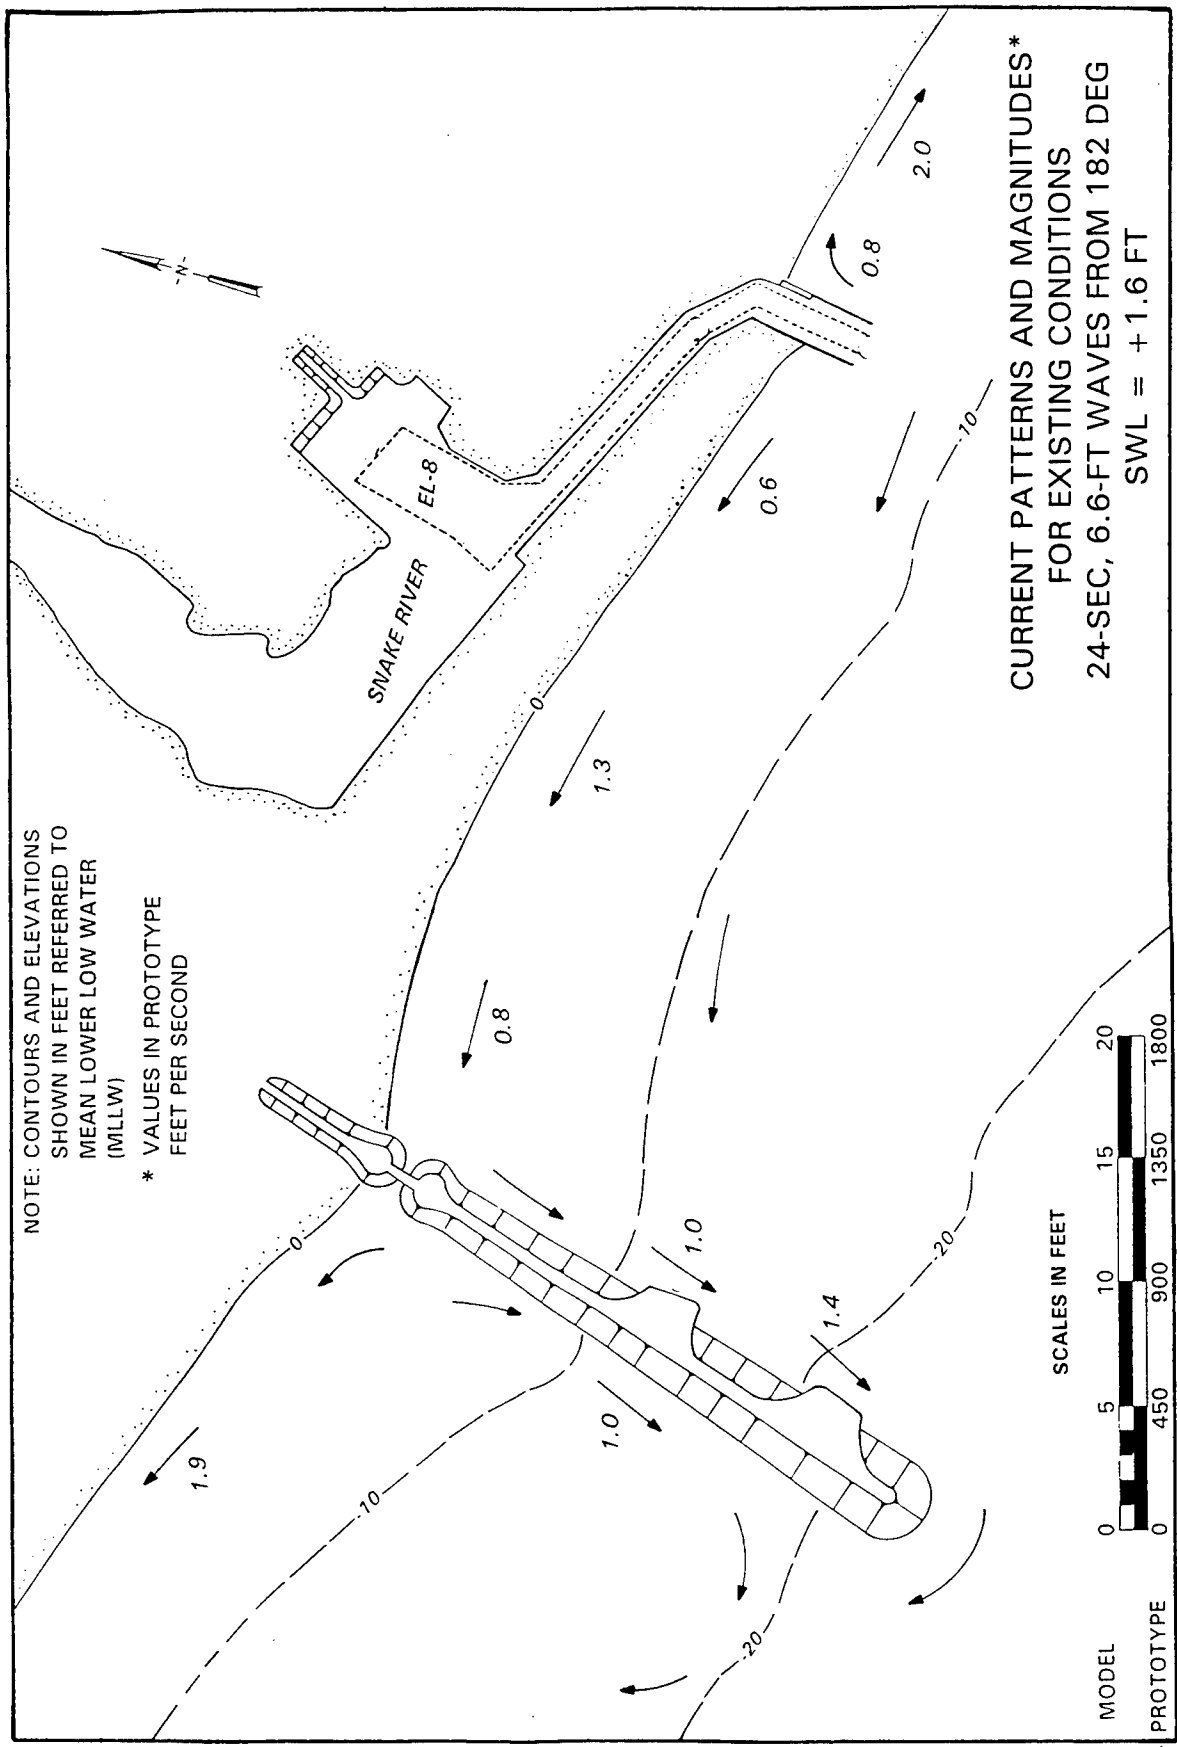 NOTE: CONTOURS AND ELEVATIONS
SHOWN IN FEET REFERRED TO
MEAN LOWER LOW WATER
(MLLW)
* VALUES IN PROTOTYPE
FEET PER SECOND
-N-
SNAKE RIVER
EL-8
0
0
1.9
0.8
1.3
0.6
0.8
2.0
1.0
1.0
1.4
-10
-10
-20
-20
CURRENT PATTERNS AND MAGNITUDES*
FOR EXISTING CONDITIONS
24-SEC, 6.6-FT WAVES FROM 182 DEG
SWL = +1.6 FT
SCALES IN FEET
MODEL 0 5 10 15 20
PROTOTYPE 0 450 900 1350 1800